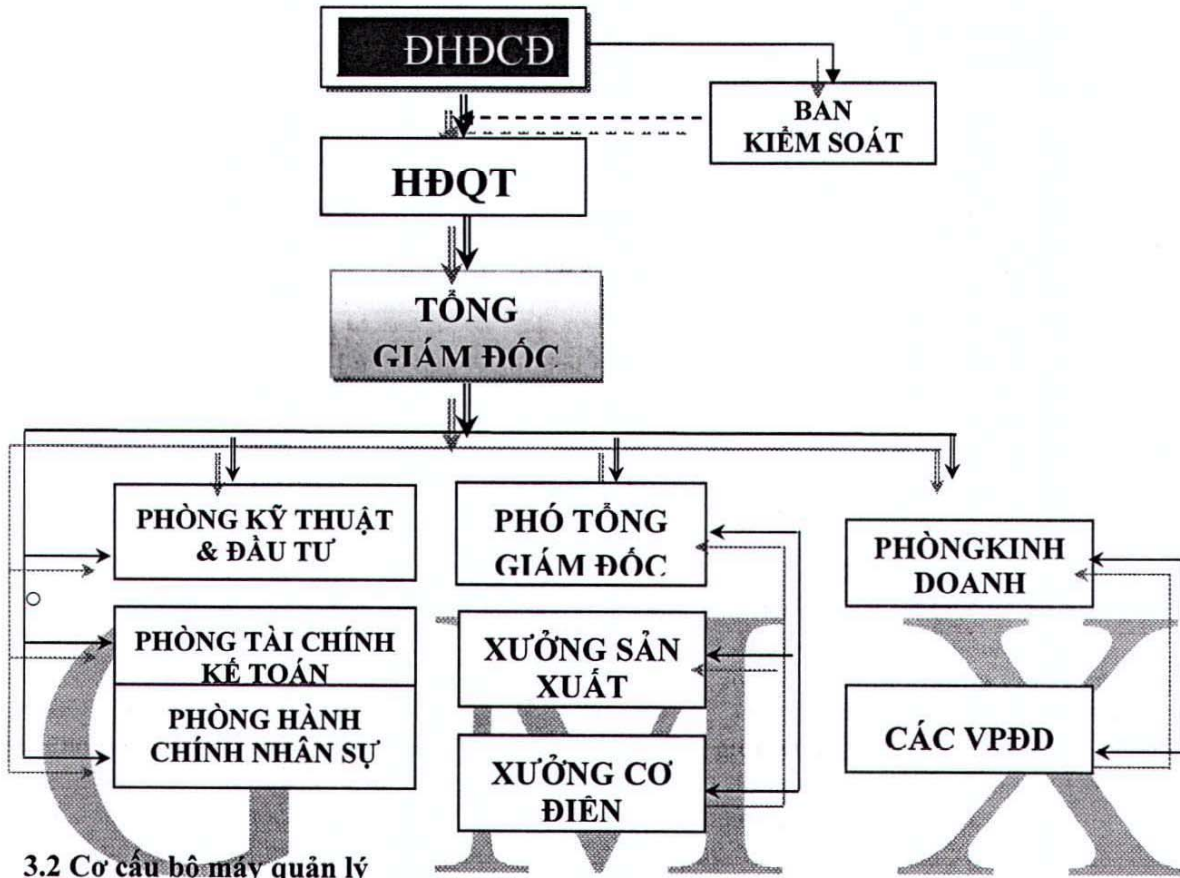 ĐHĐCĐ
BAN
KIỂM SOÁT
HĐQT
TỔNG
GIÁM ĐỐC
PHÒNG KỸ THUẬT
& ĐẦU TƯ
PHÓ TỔNG
GIÁM ĐỐC
PHÒNGKINH
DOANH
PHÒNG TÀI CHÍNH
KẾ TOÁN
XƯỞNG SẢN
XUẤT
PHÒNG HÀNH
CHÍNH NHÂN SỰ
CÁC VPĐD
XƯỞNG CƠ
ĐIÊN
G M X
3.2 Cơ cấu bộ máy quản lý